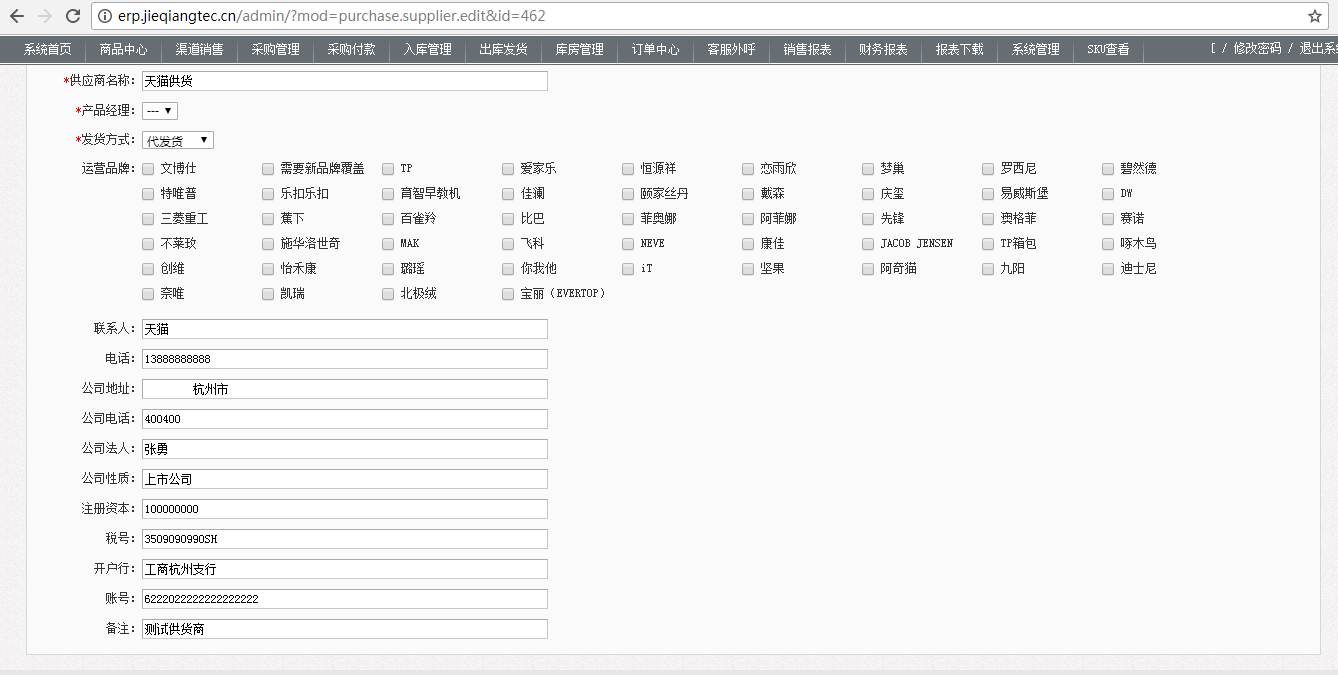 erp.jieqiangtec.cn/admin/?mod=purchase.supplier.edit&id=462
系统首页 商品中心 渠道销售 采购管理 采购付款 入库管理 出库发货 库房管理 订单中心 客服外呼 销售报表 财务报表 报表下载 系统管理 SKU查看 [ / 修改密码 / 退出系
*供应商名称: 天猫供货
*产品经理: ---
*发货方式: 代发货
运营品牌: 文博仕 需要新品牌覆盖 TP 爱家乐 恒源祥 恋雨欣 梦巢 罗西尼 碧然德
特唯普 乐扣乐扣 育智早教机 佳澜 颐家丝丹 戴森 庆玺 易威斯堡 DW
三菱重工 蕉下 百雀羚 比巴 菲奥娜 阿菲娜 先锋 澳格菲 赛诺
不莱玫 施华洛世奇 MAK 飞科 NEVE 康佳 JACOB JENSEN TP箱包 啄木鸟
创维 怡禾康 璐瑶 你我他 iT 坚果 阿奇猫 九阳 迪士尼
奈唯 凯瑞 北极绒 宝丽（EVERTOP）
联系人: 天猫
电话: 13888888888
公司地址: 杭州市
公司电话: 400400
公司法人: 张勇
公司性质: 上市公司
注册资本: 100000000
税号: 3509090990SH
开户行: 工商杭州支行
账号: 6222022222222222222
备注: 测试供货商